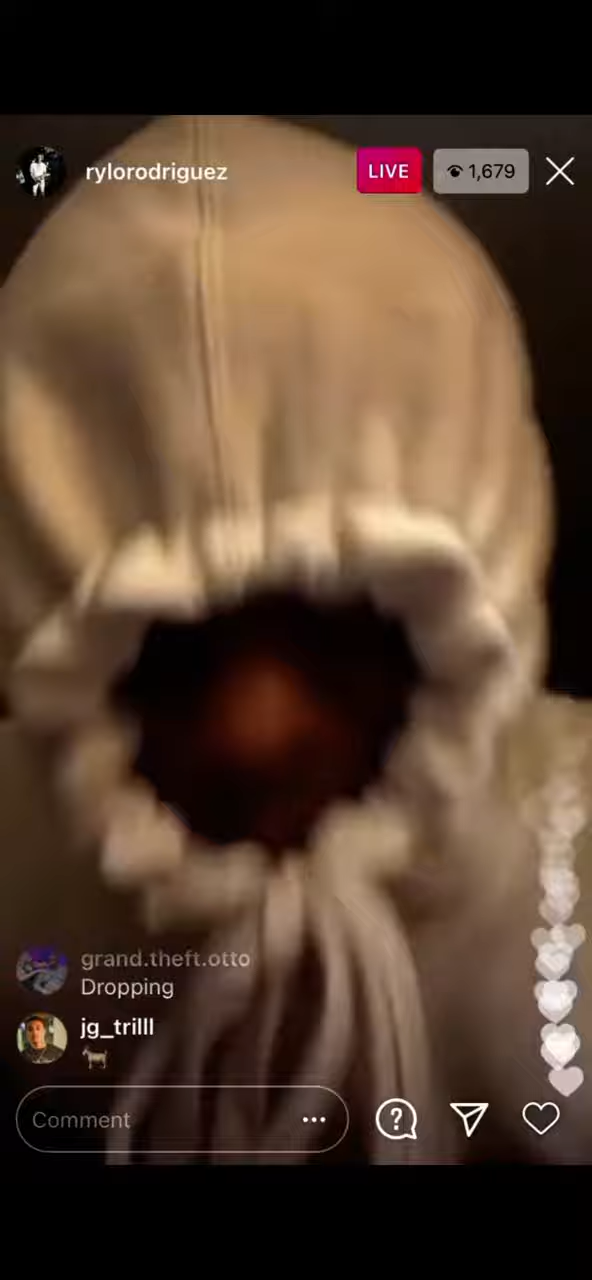 rylorodriguez
LIVE
1,679
grand.theft.otto
Dropping
jg_trilll
🐐
Comment